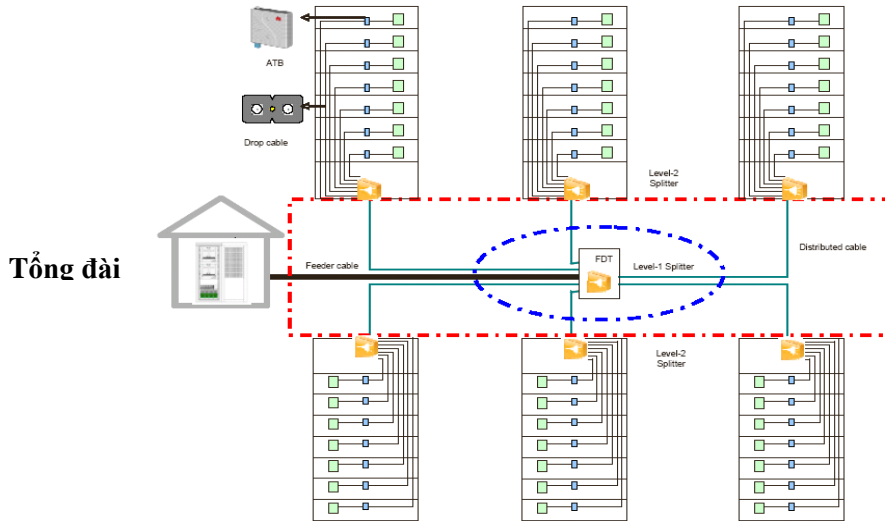 ATB
Drop cable
Level-2
Splitter
Tổng đài
Feeder cable
FDT
Level-1 Splitter
Distributed cable
Level-2
Splitter